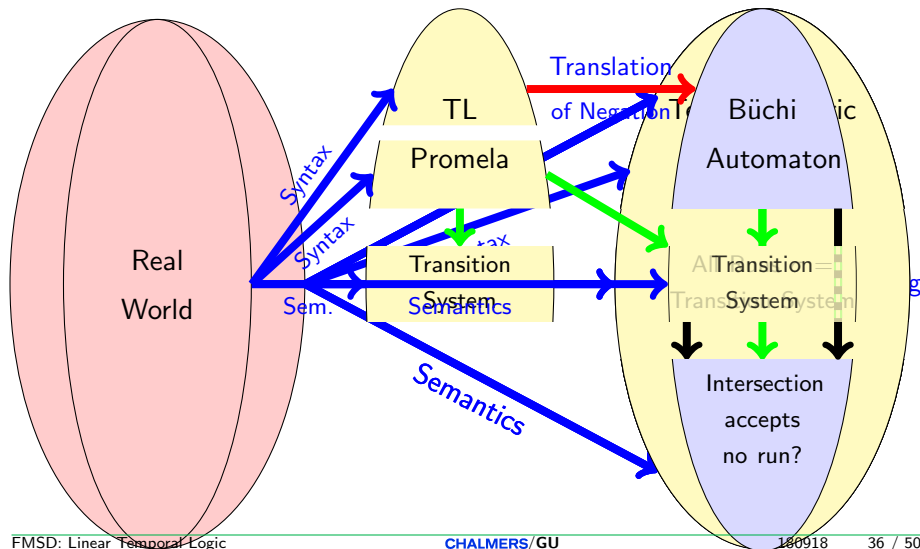 TL
Promela
Translation
of Negation
Büchi
Automaton
Syntax
Syntax
Real
World
Transition
System
Sem.
Semantics
Transition
System
Semantics
Intersection
accepts
no run?
FMSD: Linear Temporal Logic
CHALMERS/GU
180918
36 / 50